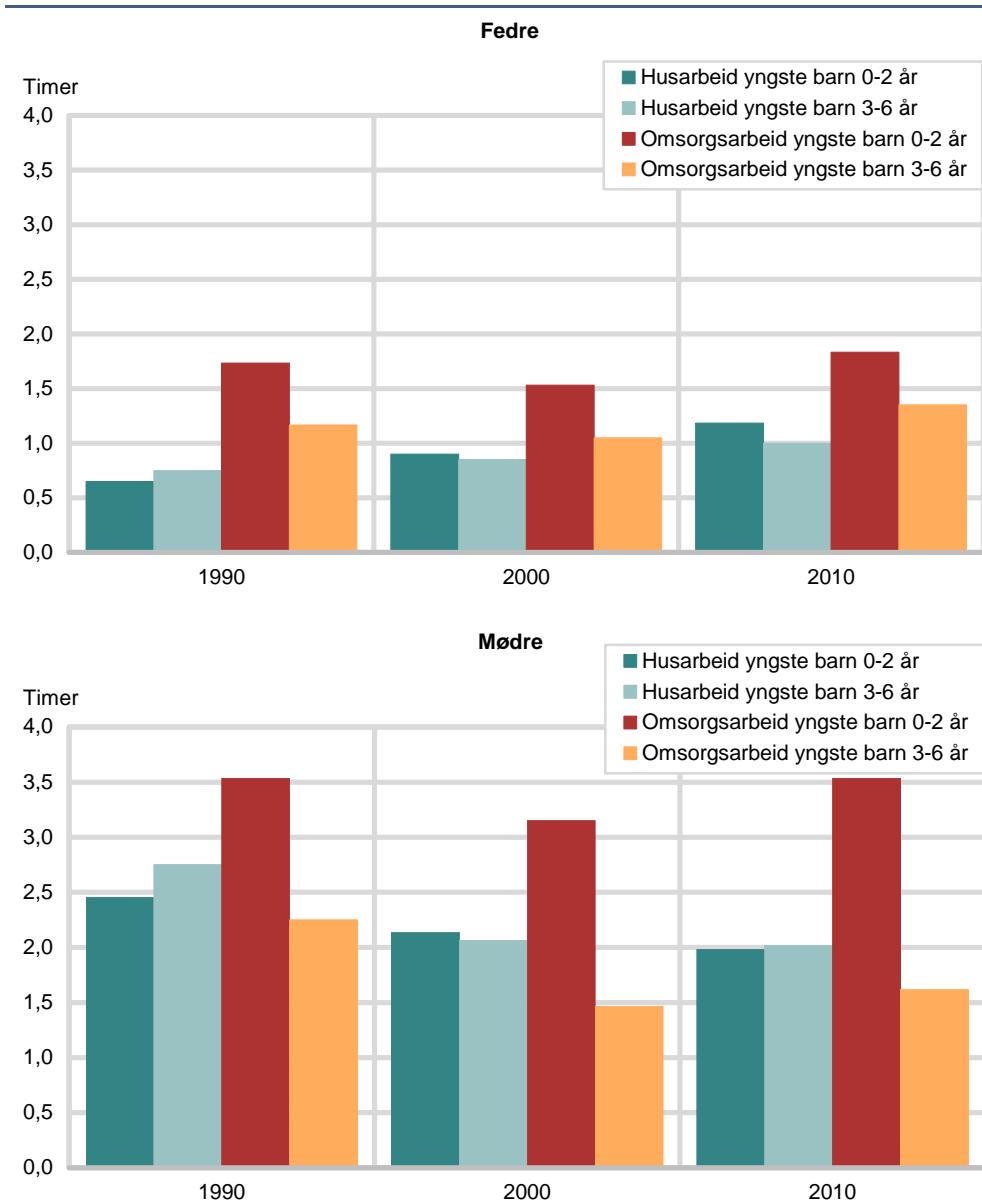 Fedre
Timer
Husarbeid yngste barn 0-2 år
Husarbeid yngste barn 3-6 år
Omsorgsarbeid yngste barn 0-2 år
Omsorgsarbeid yngste barn 3-6 år
4,0
3,5
3,0
2,5
2,0
1,5
1,0
0,5
0,0
1990 2000 2010
Mødre
Timer
Husarbeid yngste barn 0-2 år
Husarbeid yngste barn 3-6 år
Omsorgsarbeid yngste barn 0-2 år
Omsorgsarbeid yngste barn 3-6 år
4,0
3,5
3,0
2,5
2,0
1,5
1,0
0,5
0,0
1990 2000 2010